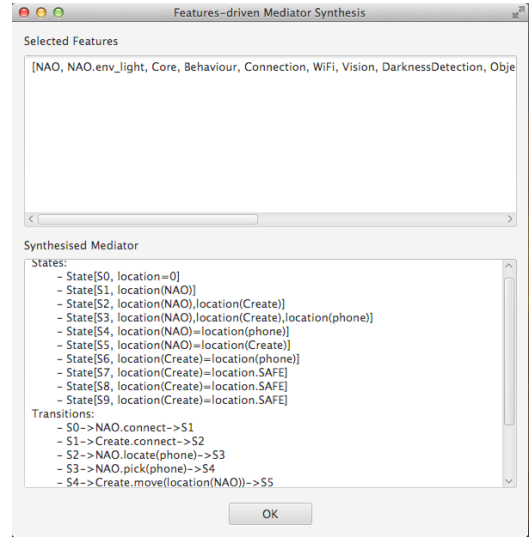 Features-driven Mediator Synthesis
Selected Features
[NAO, NAO.env_light, Core, Behaviour, Connection, WiFi, Vision, DarknessDetection, Obje
Synthesised Mediator
States:
- State[S0, location=0]
- State[S1, location(NAO)]
- State[S2, location(NAO),location(Create)]
- State[S3, location(NAO),location(Create),location(phone)]
- State[S4, location(NAO)=location(phone)]
- State[S5, location(NAO)=location(Create)]
- State[S6, location(Create)=location(phone)]
- State[S7, location(Create)=location.SAFE]
- State[S8, location(Create)=location.SAFE]
- State[S9, location(Create)=location.SAFE]
Transitions:
- S0->NAO.connect->S1
- S1->Create.connect->S2
- S2->NAO.locate(phone)->S3
- S3->NAO.pick(phone)->S4
- S4->Create.move(location(NAO))->S5
OK